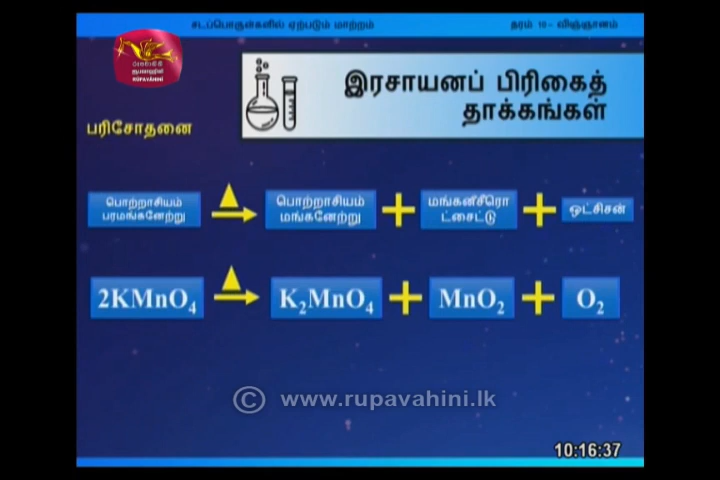 சடப்பொருள்களில் ஏற்படும் மாற்றம் தரம் 10 – விஞ்ஞானம்
RUPAVAHINI
இரசாயனப் பிரிகைத்
தாக்கங்கள்
பரிசோதனை
பொற்றாசியம் பரமங்கனேற்று Δ→ பொற்றாசியம் மங்கனேற்று + மங்கனீசீரொட்சைட்டு + ஒட்சிசன்
2KMnO₄ Δ→ K₂MnO₄ + MnO₂ + O₂
© www.rupavahini.lk
10:16:37